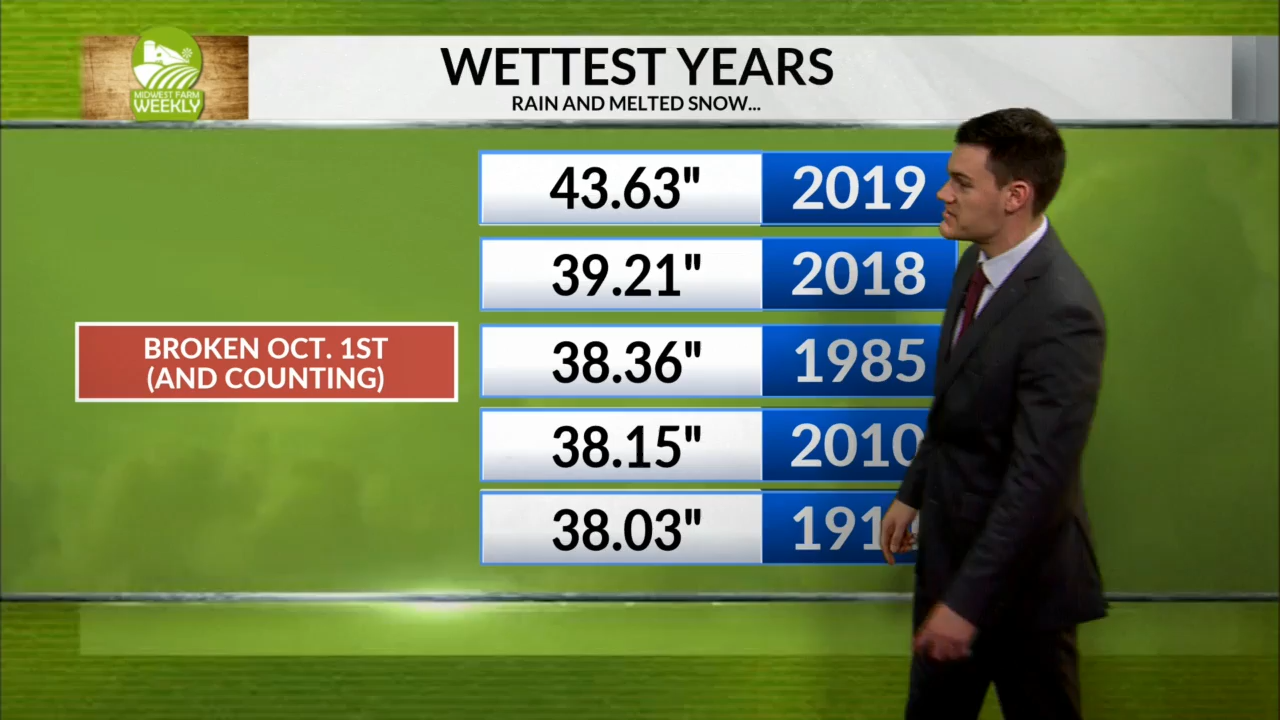 MIDWEST FARM
WEEKLY
WETTEST YEARS
RAIN AND MELTED SNOW...
43.63" 2019
39.21" 2018
BROKEN OCT. 1ST
(AND COUNTING)
38.36" 1985
38.15" 2010
38.03"